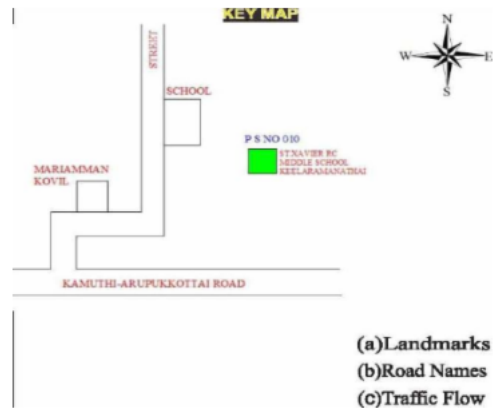 KEY MAP
N
W
E
S
STREET
SCHOOL
P S NO 010
ST.XAVIER RC
MIDDLE SCHOOL
KEELARAMANATHAI
MARIAMMAN
KOVIL
KAMUTHI-ARUPUKKOTTAI ROAD
(a)Landmarks
(b)Road Names
(c)Traffic Flow